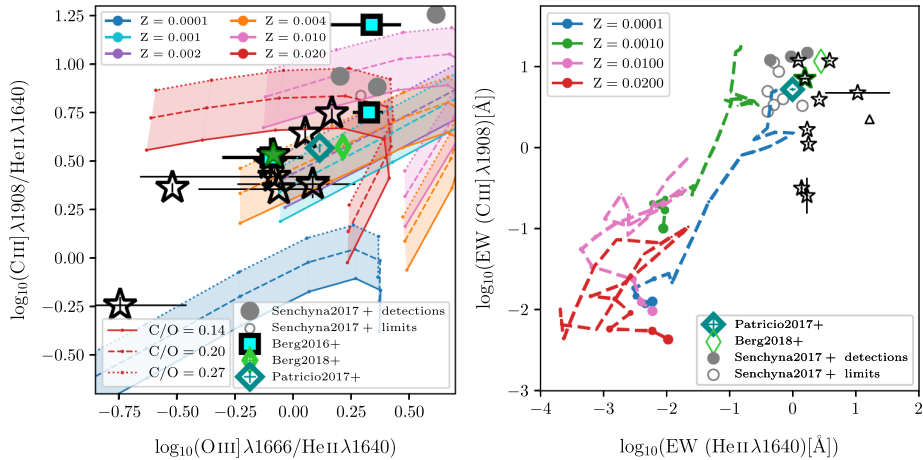 1.25
1.00
0.75
0.50
0.25
0.00
−0.25
−0.50
−0.75
−0.50
−0.25
0.00
0.25
0.50
log₁₀(C III] λ1908/He II λ1640)
log₁₀(O III] λ1666/He II λ1640)
Z = 0.0001
Z = 0.001
Z = 0.002
Z = 0.004
Z = 0.010
Z = 0.020
C/O = 0.14
C/O = 0.20
C/O = 0.27
Senchyna2017+ detections
Senchyna2017+ limits
Berg2016+
Berg2018+
Patricio2017+
1
0
−1
−2
−3
−4
−3
−2
−1
0
1
2
log₁₀(EW (C III] λ1908)[Å]
log₁₀(EW (He II λ1640)[Å]
Z = 0.0001
Z = 0.0010
Z = 0.0100
Z = 0.0200
Patricio2017+
Berg2018+
Senchyna2017+ detections
Senchyna2017+ limits